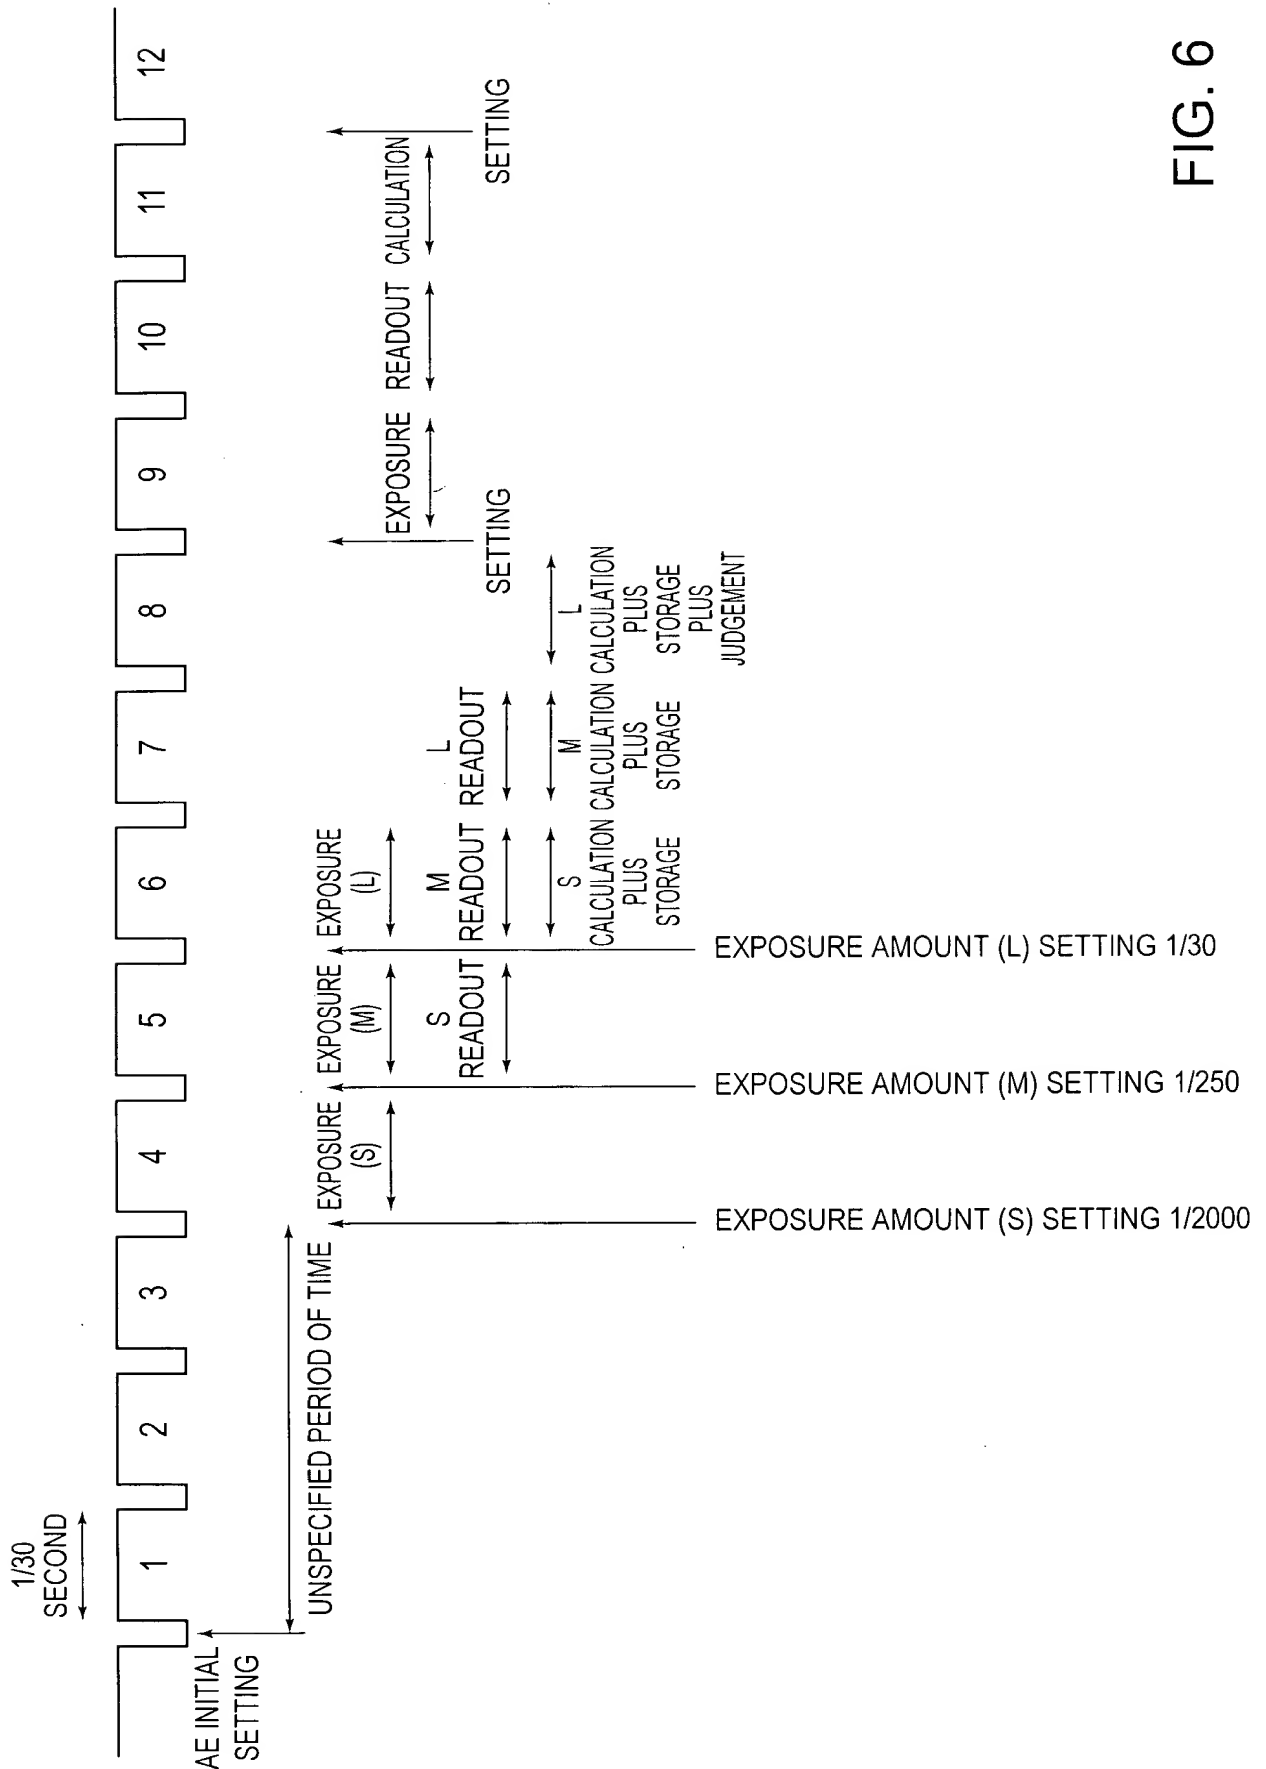 1/30
SECOND
1
2
3
4
5
6
7
8
9
10
11
12
AE INITIAL
SETTING
UNSPECIFIED PERIOD OF TIME
EXPOSURE
(S)
EXPOSURE
(M)
EXPOSURE
(L)
S
READOUT
M
READOUT
L
READOUT
S
CALCULATION
PLUS
STORAGE
M
CALCULATION
PLUS
STORAGE
L
CALCULATION
PLUS
STORAGE
PLUS
JUDGEMENT
SETTING
EXPOSURE
READOUT
CALCULATION
SETTING
EXPOSURE AMOUNT (L) SETTING 1/30
EXPOSURE AMOUNT (M) SETTING 1/250
EXPOSURE AMOUNT (S) SETTING 1/2000
FIG. 6